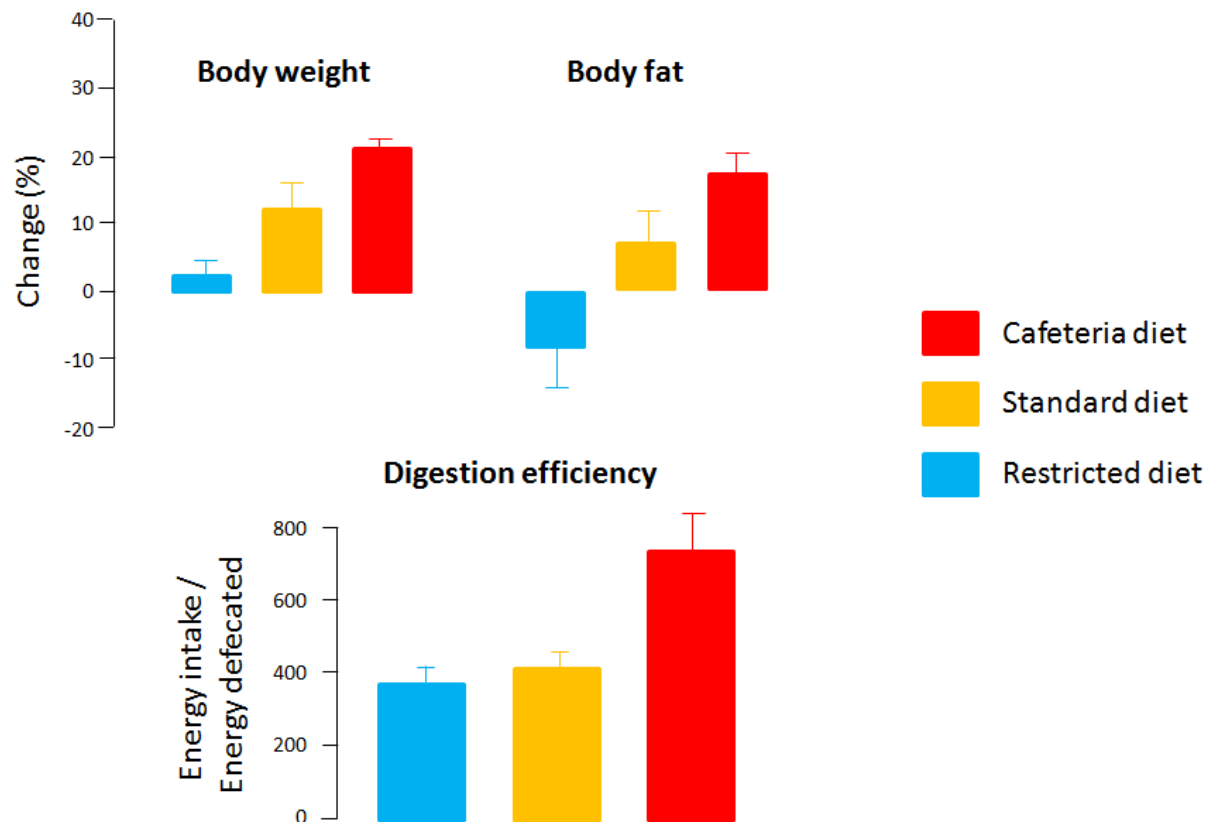 40
Body weight
Body fat
30
20
10
0
-10
-20
Change (%)
Cafeteria diet
Standard diet
Restricted diet
Digestion efficiency
800
600
400
200
0
Energy intake /
Energy defecated